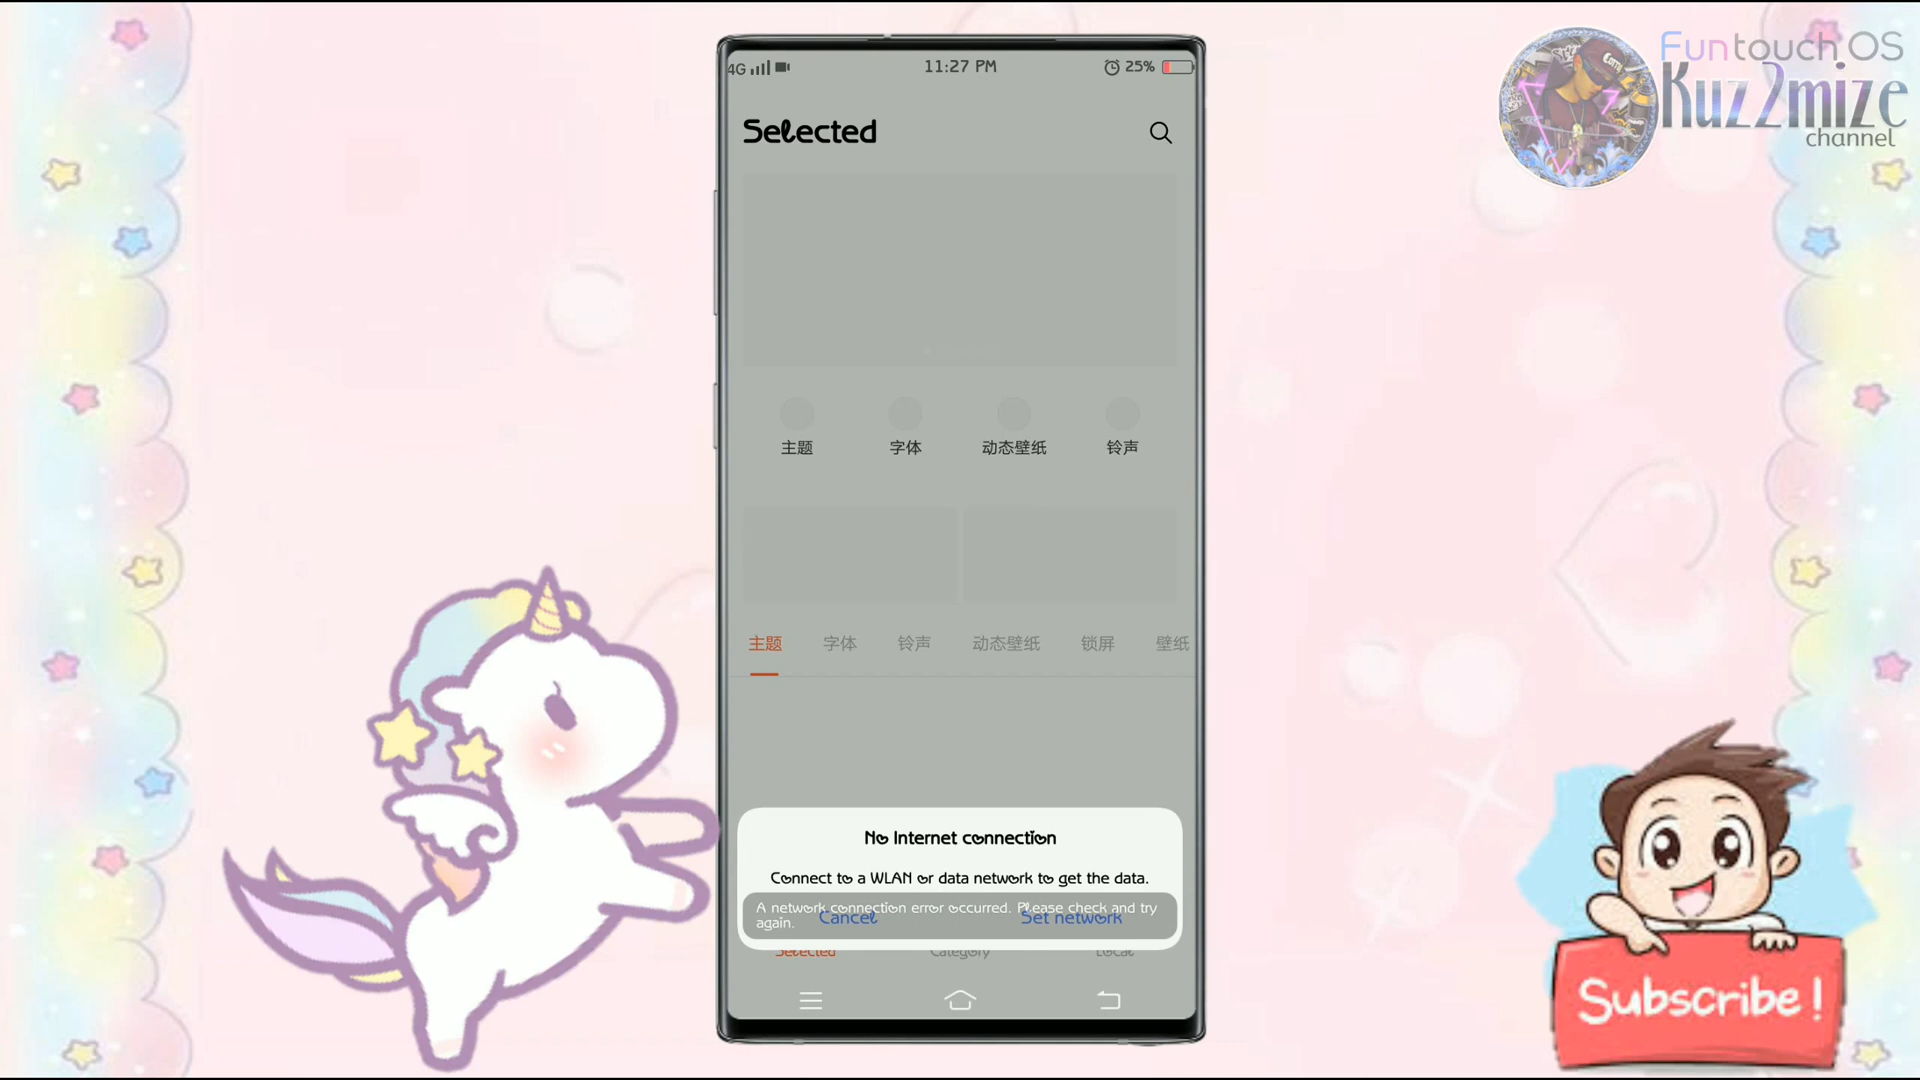 Funtouch OS
Kuz2mize
channel
4G 11:27 PM 25%
Selected
主题 字体 动态壁纸 铃声
主题 字体 铃声 动态壁纸 锁屏 壁纸
No Internet connection
Connect to a WLAN or data network to get the data.
A network connection error occurred. Please check and try
again.
Cancel Set network
Selected Category Local
Subscribe!